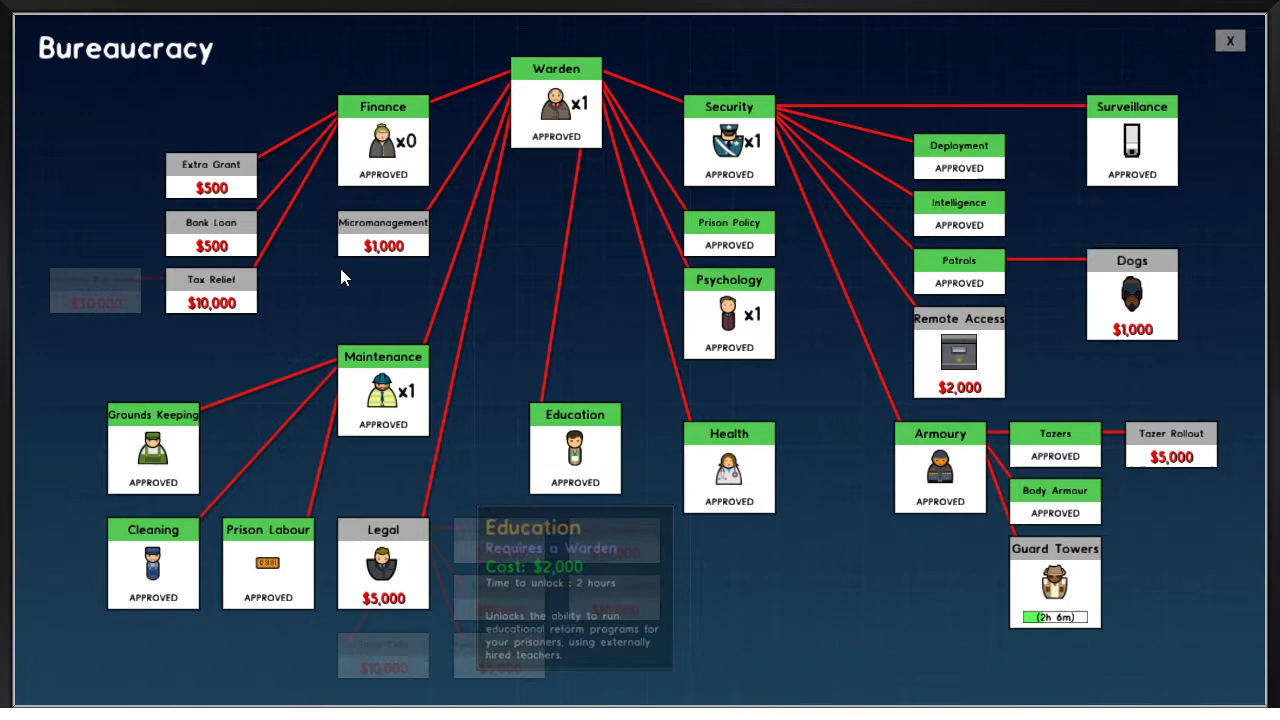 Bureaucracy
X
Warden
x1
APPROVED
Finance
x0
APPROVED
Security
x1
APPROVED
Surveillance
APPROVED
Extra Grant
$500
Deployment
APPROVED
Bank Loan
$500
Micromanagement
$1,000
Prison Policy
APPROVED
Intelligence
APPROVED
Tax Relief
$10,000
Psychology
x1
APPROVED
Patrols
APPROVED
Dogs
$1,000
Remote Access
$2,000
Maintenance
x1
APPROVED
Grounds Keeping
APPROVED
Education
APPROVED
Health
APPROVED
Armoury
APPROVED
Tazers
APPROVED
Tazer Rollout
$5,000
Body Armour
APPROVED
Guard Towers
(2h 6m)
Cleaning
APPROVED
Prison Labour
APPROVED
Legal
$5,000
Education
Requires a Warden
Cost: $2,000
Time to unlock : 2 hours
Unlocks the ability to run
educational reform programs for
your prisoners, using externally
hired teachers.
$10,000